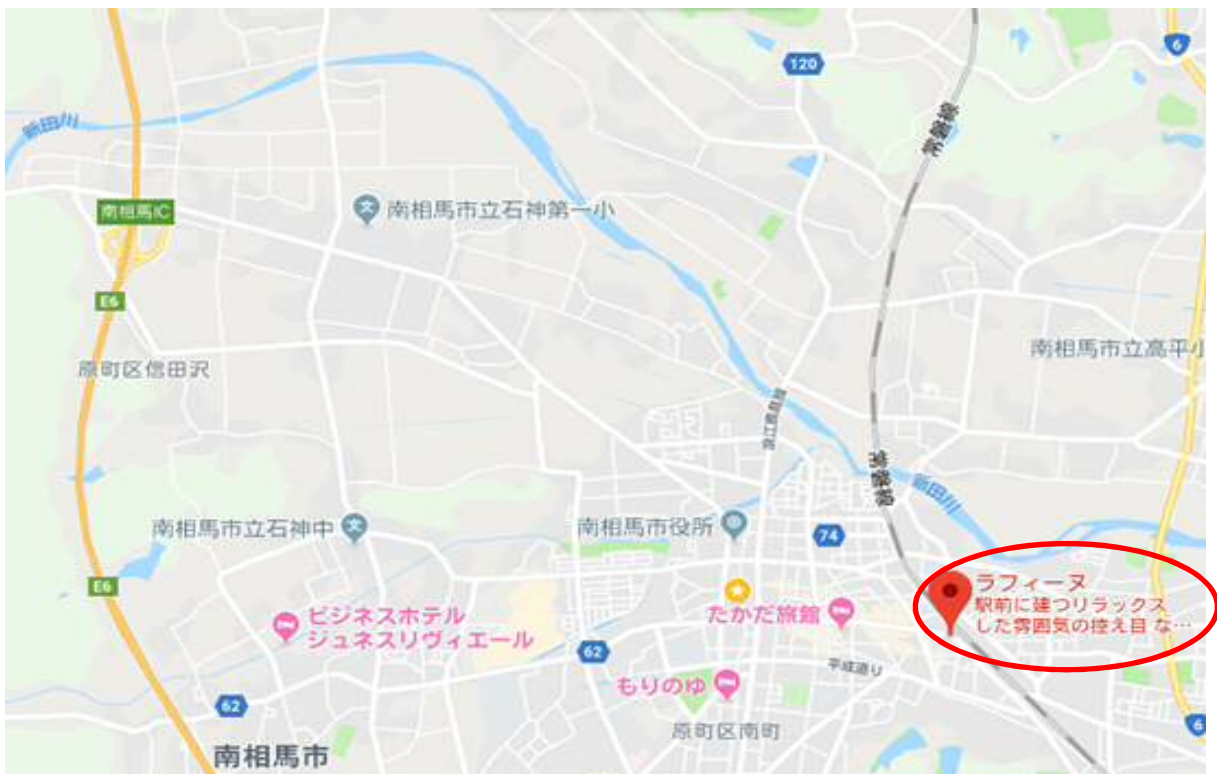 6
120
常磐線
新田川
南相馬IC
南相馬市立石神第一小
E6
南相馬市立高平小
原町区信田沢
常磐線
新田川
南相馬市立石神中
南相馬市役所
74
E6
ラフィーヌ
駅前に建つリラックス
した雰囲気の控え目 な…
ビジネスホテル
ジュネスリヴィエール
たかだ旅館
62
平成通り
もりのゆ
62
原町区南町
6
南相馬市